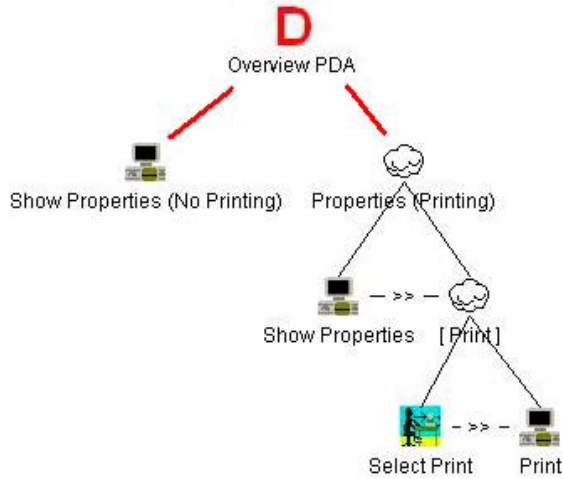 D
Overview PDA
Show Properties (No Printing)
Properties (Printing)
- >> -
Show Properties
[ Print ]
- >> -
Select Print
Print